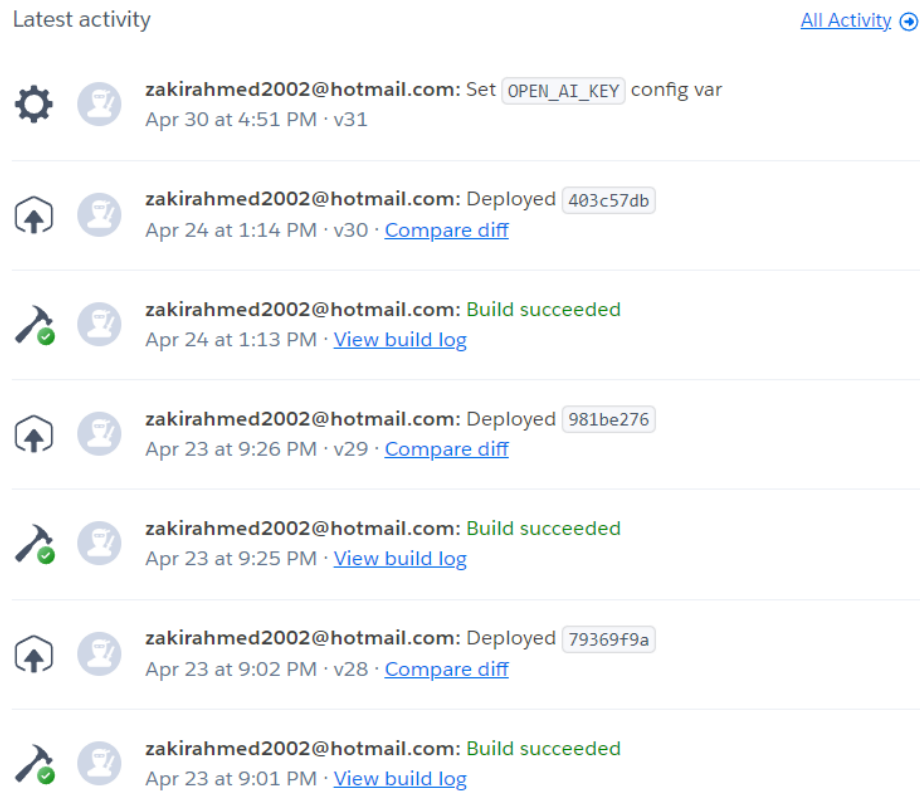 Latest activity
All Activity
zakirahmed2002@hotmail.com: Set OPEN_AI_KEY config var
Apr 30 at 4:51 PM · v31
zakirahmed2002@hotmail.com: Deployed 403c57db
Apr 24 at 1:14 PM · v30 · Compare diff
zakirahmed2002@hotmail.com: Build succeeded
Apr 24 at 1:13 PM · View build log
zakirahmed2002@hotmail.com: Deployed 981be276
Apr 23 at 9:26 PM · v29 · Compare diff
zakirahmed2002@hotmail.com: Build succeeded
Apr 23 at 9:25 PM · View build log
zakirahmed2002@hotmail.com: Deployed 79369f9a
Apr 23 at 9:02 PM · v28 · Compare diff
zakirahmed2002@hotmail.com: Build succeeded
Apr 23 at 9:01 PM · View build log